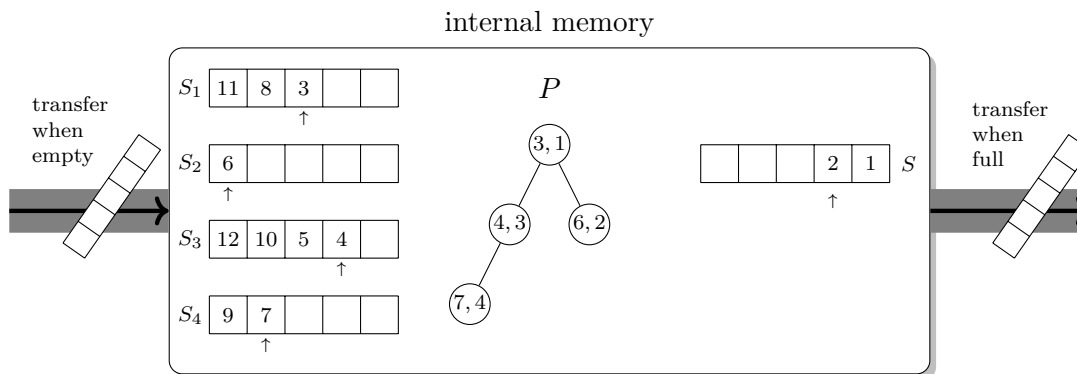 internal memory
transfer
when
empty
S₁ 11 8 3
↑
S₂ 6
↑
S₃ 12 10 5 4
↑
S₄ 9 7
↑
P
3, 1
4, 3 6, 2
7, 4
2 1 S
↑
transfer
when
full